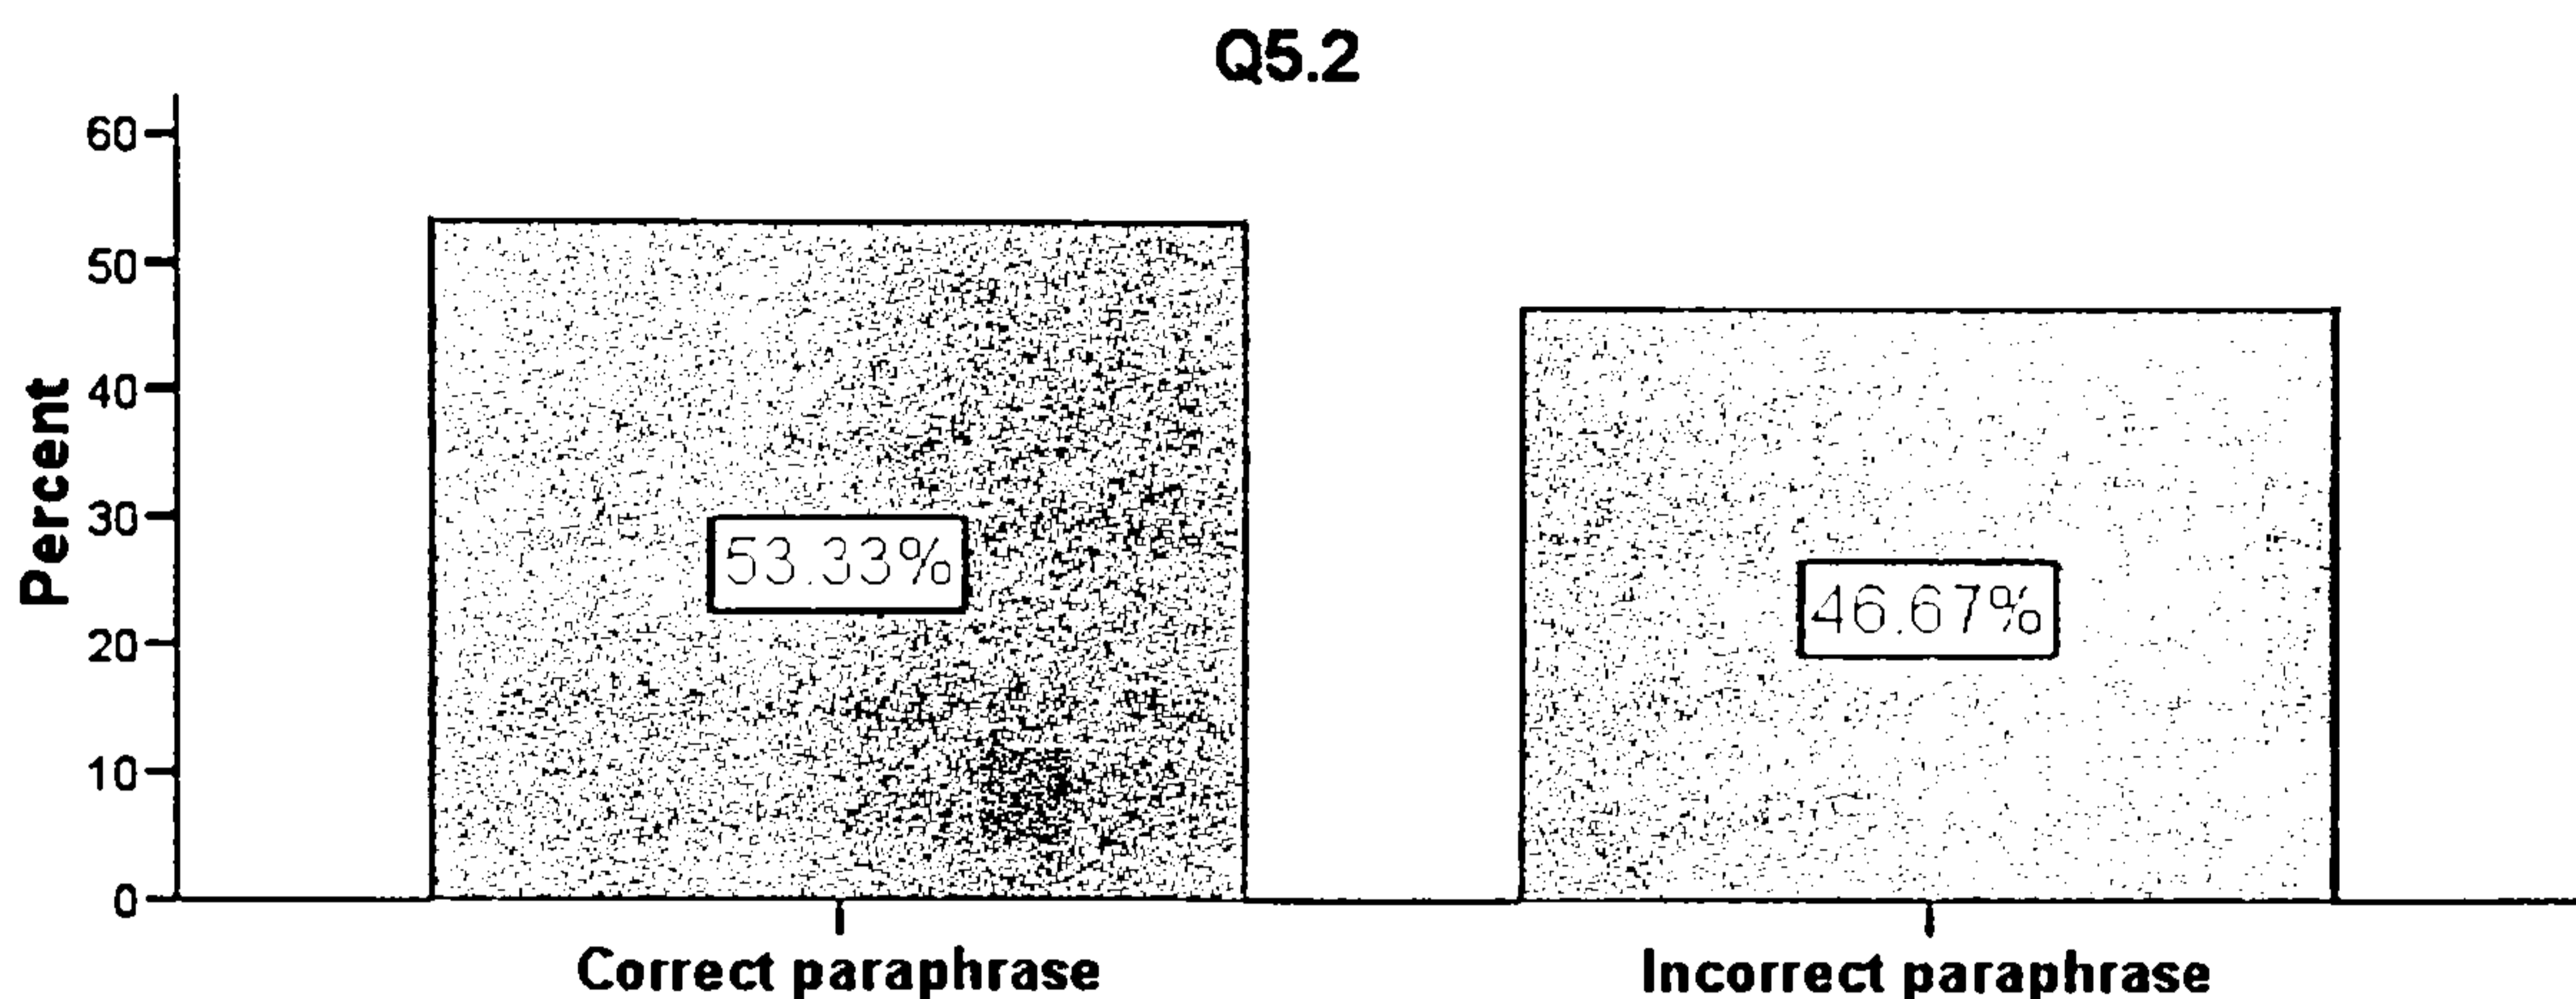 Q5.2
60
50
40
30
20
10
0
Percent
53.33%
46.67%
Correct paraphrase
Incorrect paraphrase